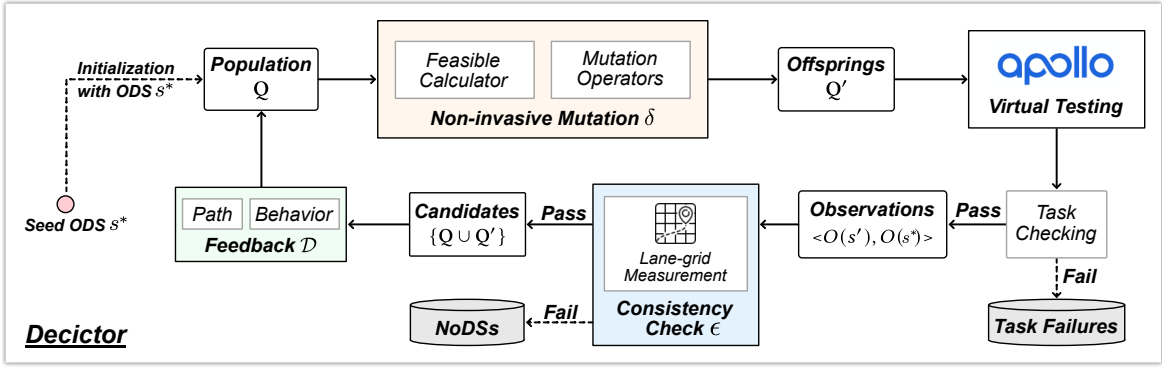 Initialization
with ODS s*
Population
Q
Feasible
Calculator
Mutation
Operators
Non-invasive Mutation δ
Offsprings
Q′
apollo
Virtual Testing
Seed ODS s*
Path
Behavior
Feedback 𝒟
Candidates
{Q ∪ Q′}
Pass
Lane-grid
Measurement
Consistency
Check ϵ
Fail
NoDSs
Observations
<O(s′), O(s*)>
Pass
Task
Checking
Fail
Task Failures
Decictor